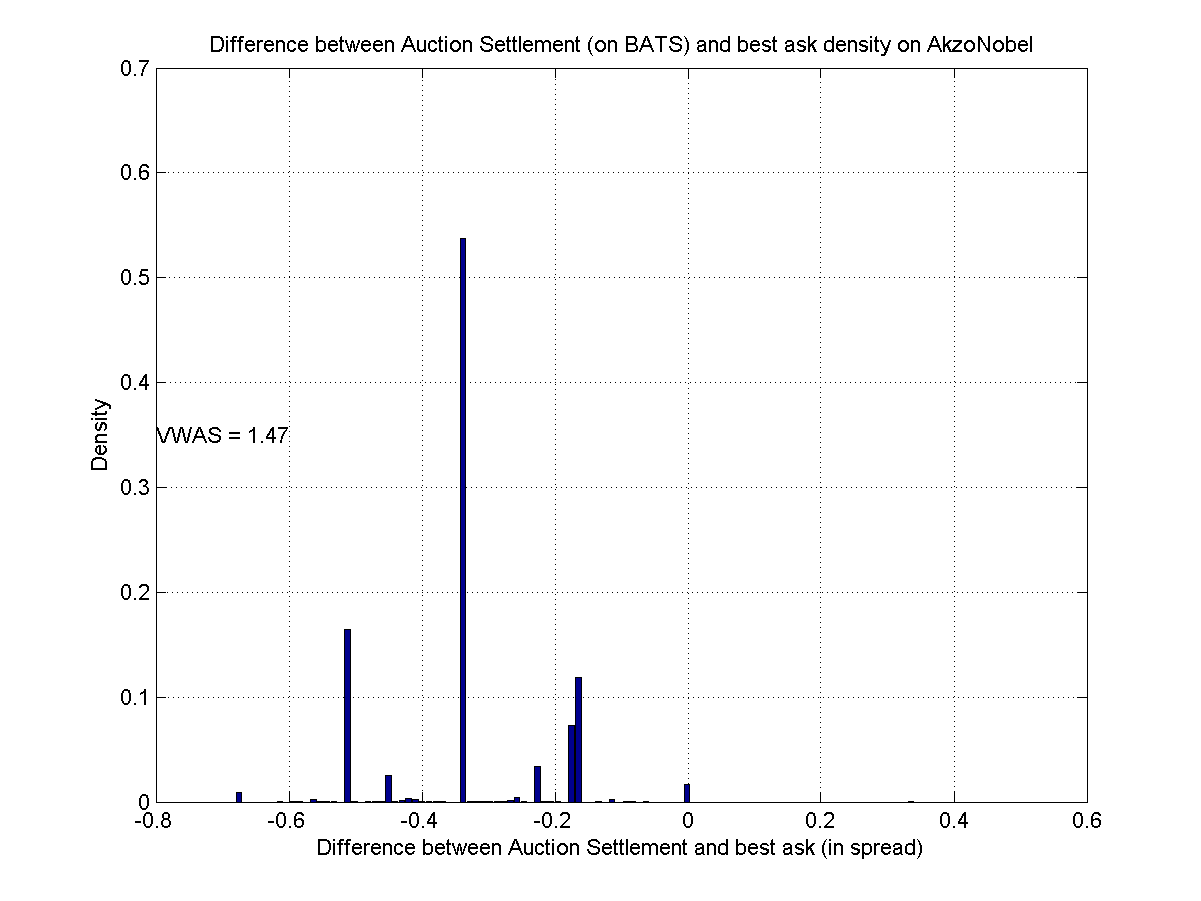 Difference between Auction Settlement (on BATS) and best ask density on AkzoNobel
0.7
0.6
0.5
0.4
VWAS = 1.47
Density
0.3
0.2
0.1
0
-0.8 -0.6 -0.4 -0.2 0 0.2 0.4 0.6
Difference between Auction Settlement and best ask (in spread)